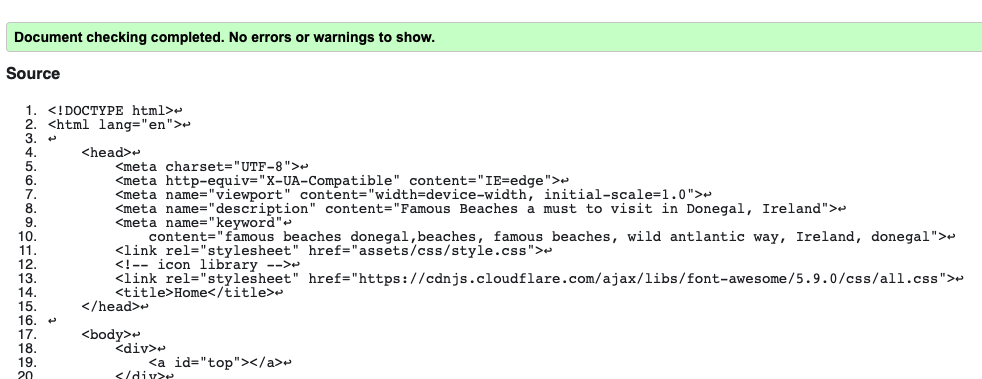 Document checking completed. No errors or warnings to show.
Source
1. <!DOCTYPE html>↩
2. <html lang="en">↩
3. ↩
4.     <head>↩
5.         <meta charset="UTF-8">↩
6.         <meta http-equiv="X-UA-Compatible" content="IE=edge">↩
7.         <meta name="viewport" content="width=device-width, initial-scale=1.0">↩
8.         <meta name="description" content="Famous Beaches a must to visit in Donegal, Ireland">↩
9.         <meta name="keyword"↩
10.             content="famous beaches donegal,beaches, famous beaches, wild antlantic way, Ireland, donegal">↩
11.         <link rel="stylesheet" href="assets/css/style.css">↩
12.         <!-- icon library -->↩
13.         <link rel="stylesheet" href="https://cdnjs.cloudflare.com/ajax/libs/font-awesome/5.9.0/css/all.css">↩
14.         <title>Home</title>↩
15.     </head>↩
16. ↩
17.     <body>↩
18.         <div>↩
19.             <a id="top"></a>↩
20.         </div>↩